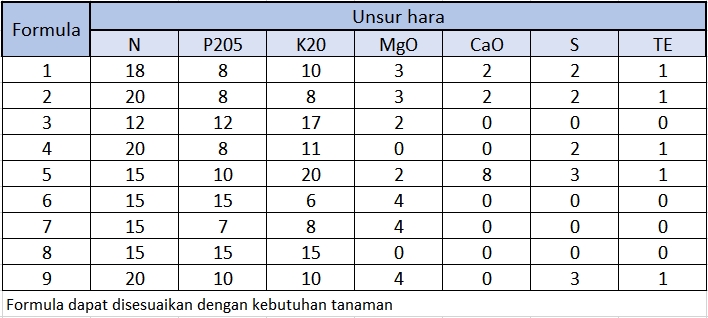 Formula Unsur hara
N P205 K20 MgO CaO S TE
1 18 8 10 3 2 2 1
2 20 8 8 3 2 2 1
3 12 12 17 2 0 0 0
4 20 8 11 0 0 2 1
5 15 10 20 2 8 3 1
6 15 15 6 4 0 0 0
7 15 7 8 4 0 0 0
8 15 15 15 0 0 0 0
9 20 10 10 4 0 3 1
Formula dapat disesuaikan dengan kebutuhan tanaman